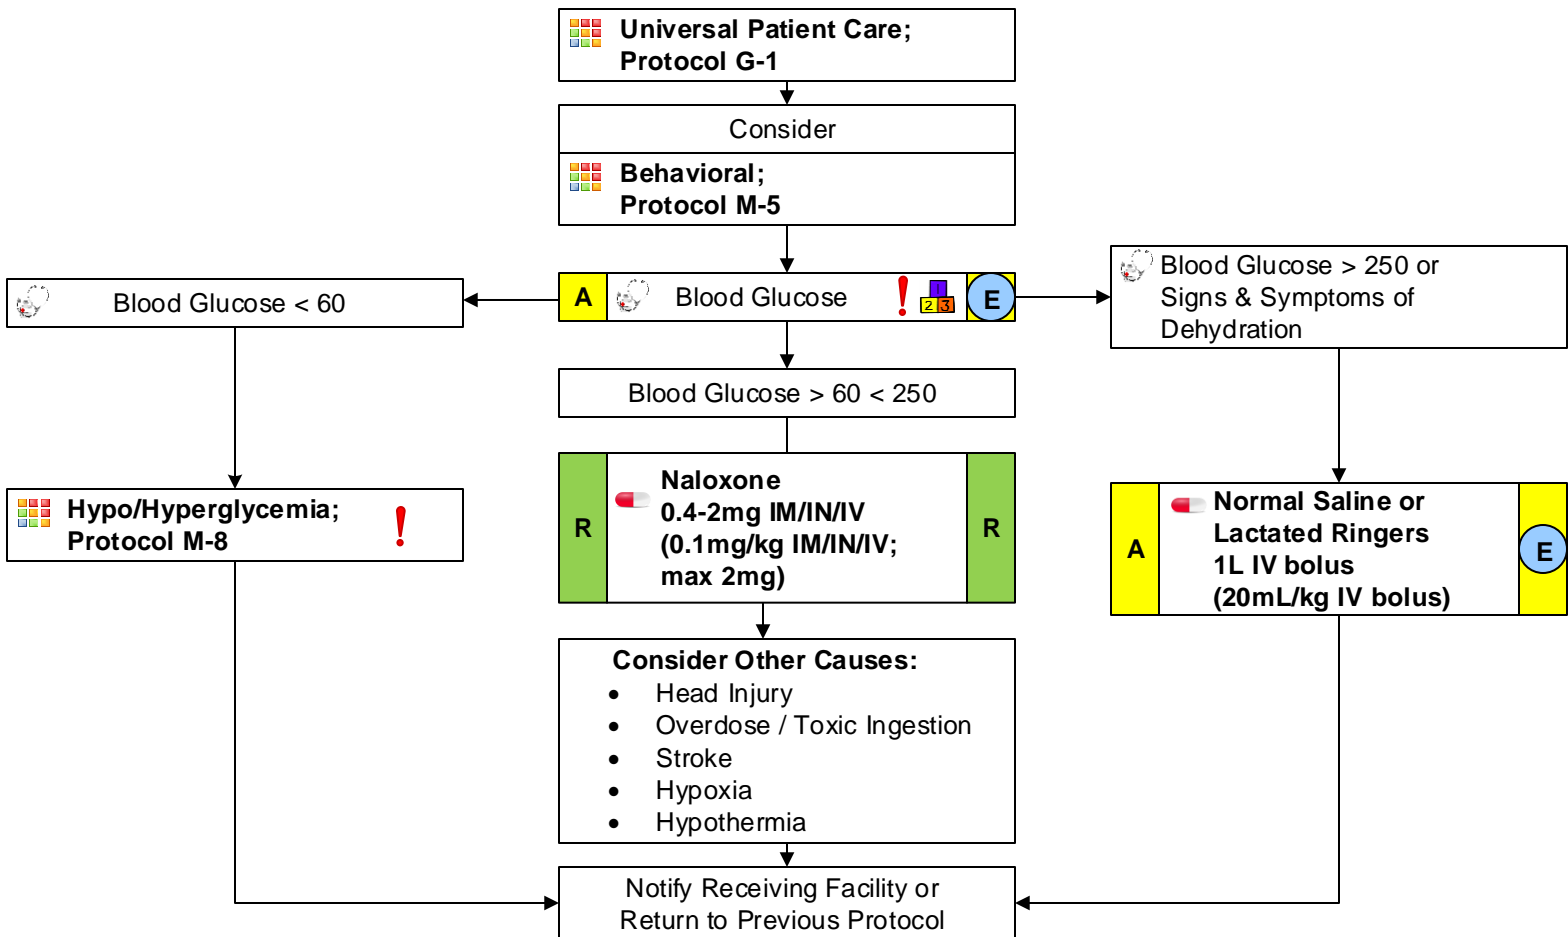 Universal Patient Care;
Protocol G-1
Consider
Behavioral;
Protocol M-5
Blood Glucose < 60
A
Blood Glucose
1
2 3
E
Blood Glucose > 250 or
Signs & Symptoms of
Dehydration
Blood Glucose > 60 < 250
Hypo/Hyperglycemia;
Protocol M-8
R
Naloxone
0.4-2mg IM/IN/IV
(0.1mg/kg IM/IN/IV;
max 2mg)
R
A
Normal Saline or
Lactated Ringers
1L IV bolus
(20mL/kg IV bolus)
E
Consider Other Causes:
• Head Injury
• Overdose / Toxic Ingestion
• Stroke
• Hypoxia
• Hypothermia
Notify Receiving Facility or
Return to Previous Protocol